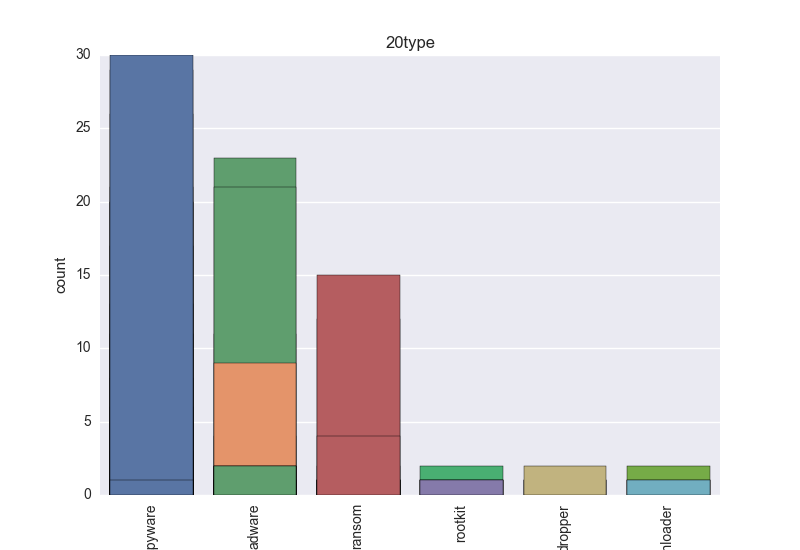 20type
count
30
25
20
15
10
5
0
pyware
adware
ransom
rootkit
dropper
nloader